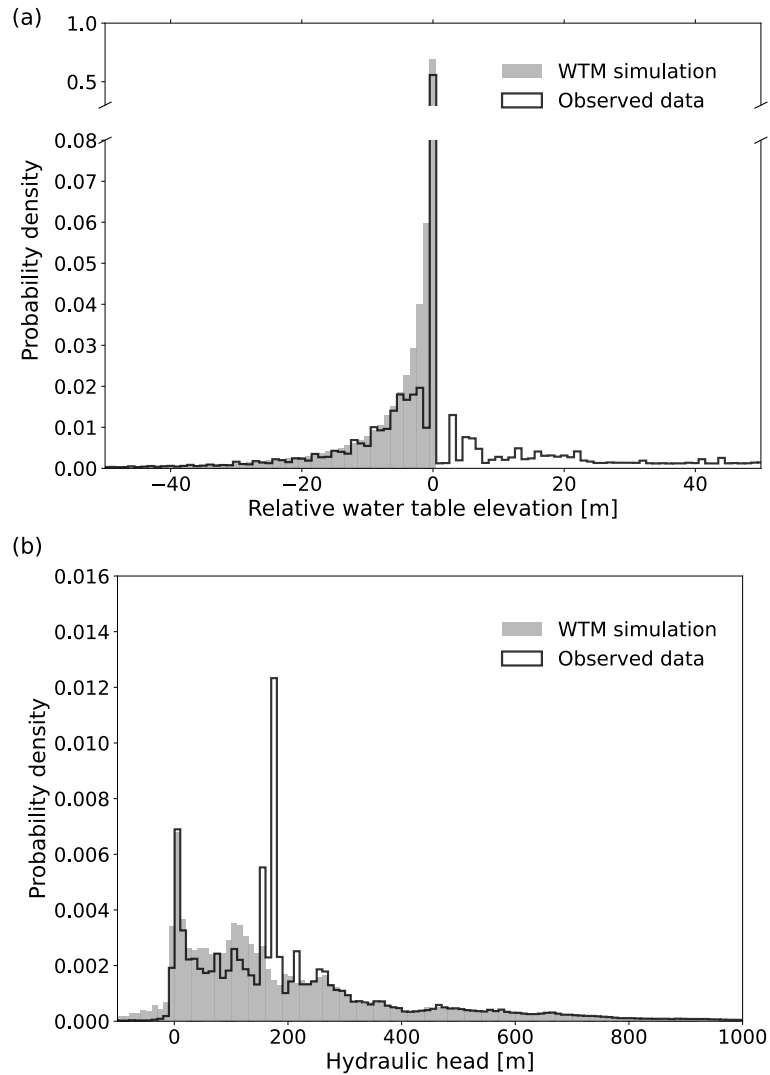 (a)
1.0
0.5
WTM simulation
Observed data
0.08
0.07
0.06
0.05
0.04
0.03
0.02
0.01
0.00
Probability density
−40 −20 0 20 40
Relative water table elevation [m]
(b)
0.016
0.014
0.012
0.010
0.008
0.006
0.004
0.002
0.000
Probability density
WTM simulation
Observed data
0 200 400 600 800 1000
Hydraulic head [m]